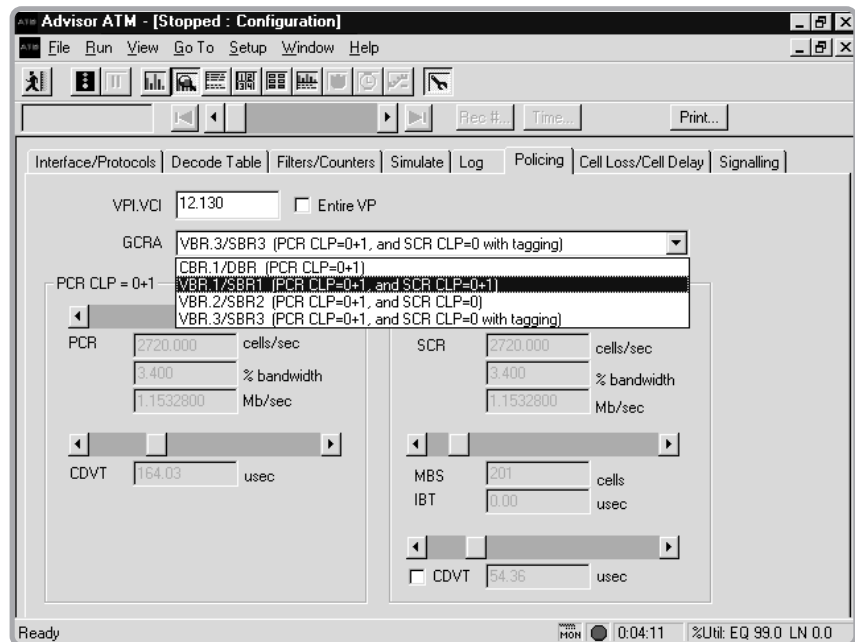 ATM Advisor ATM - [Stopped : Configuration]
ATM File Run View Go To Setup Window Help
Rec #... Time... Print...
Interface/Protocols Decode Table Filters/Counters Simulate Log Policing Cell Loss/Cell Delay Signalling
VPI.VCI 12.130 Entire VP
GCRA VBR.3/SBR3 (PCR CLP=0+1, and SCR CLP=0 with tagging)
CBR.1/DBR (PCR CLP=0+1)
VBR.1/SBR1 (PCR CLP=0+1, and SCR CLP=0+1)
VBR.2/SBR2 (PCR CLP=0+1, and SCR CLP=0)
VBR.3/SBR3 (PCR CLP=0+1, and SCR CLP=0 with tagging)
PCR CLP = 0+1
PCR 2720.000 cells/sec
3.400 % bandwidth
1.1532800 Mb/sec
CDVT 164.03 usec
SCR 2720.000 cells/sec
3.400 % bandwidth
1.1532800 Mb/sec
MBS 201 cells
IBT 0.00 usec
CDVT 54.36 usec
Ready MON 0:04:11 %Util: EQ 99.0 LN 0.0